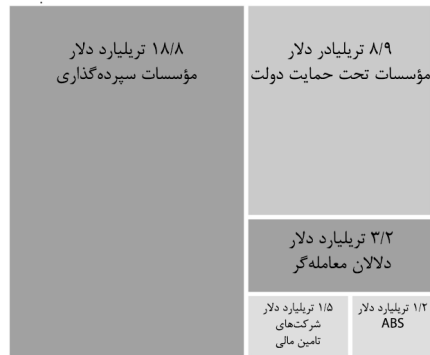 ۸/۹ تریلیادر دلار
مؤسسات تحت حمایت دولت
۱۸/۸ تریلیارد دلار
مؤسسات سپرده‌گذاری
۳/۲ تریلیارد دلار
دلالان معامله‌گر
۱/۲ تریلیارد دلار
ABS
۱/۵ تریلیارد دلار
شرکت‌های
تامین مالی